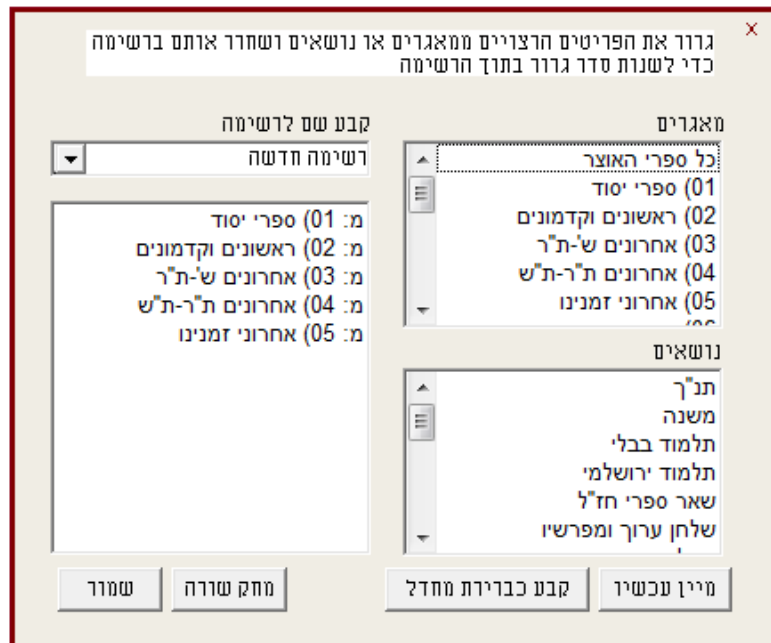 גרור את הפריטים הרצויים ממאגרים או נושאים ושחרר אותם ברשימה
כדי לשנות סדר גרור בתוך הרשימה
מאגרים
כל ספרי האוצר
01) ספרי יסוד
02) ראשונים וקדמונים
03) אחרונים ש'-ת"ר
04) אחרונים ת"ר-ת"ש
05) אחרוני זמנינו
נושאים
תנ"ך
משנה
תלמוד בבלי
תלמוד ירושלמי
שאר ספרי חז"ל
שלחן ערוך ומפרשיו
קבע שם לרשימה
רשימה חדשה
מ: 01) ספרי יסוד
מ: 02) ראשונים וקדמונים
מ: 03) אחרונים ש'-ת"ר
מ: 04) אחרונים ת"ר-ת"ש
מ: 05) אחרוני זמנינו
מיין עכשיו
קבע כברירת מחדל
מחק שורה
שמור